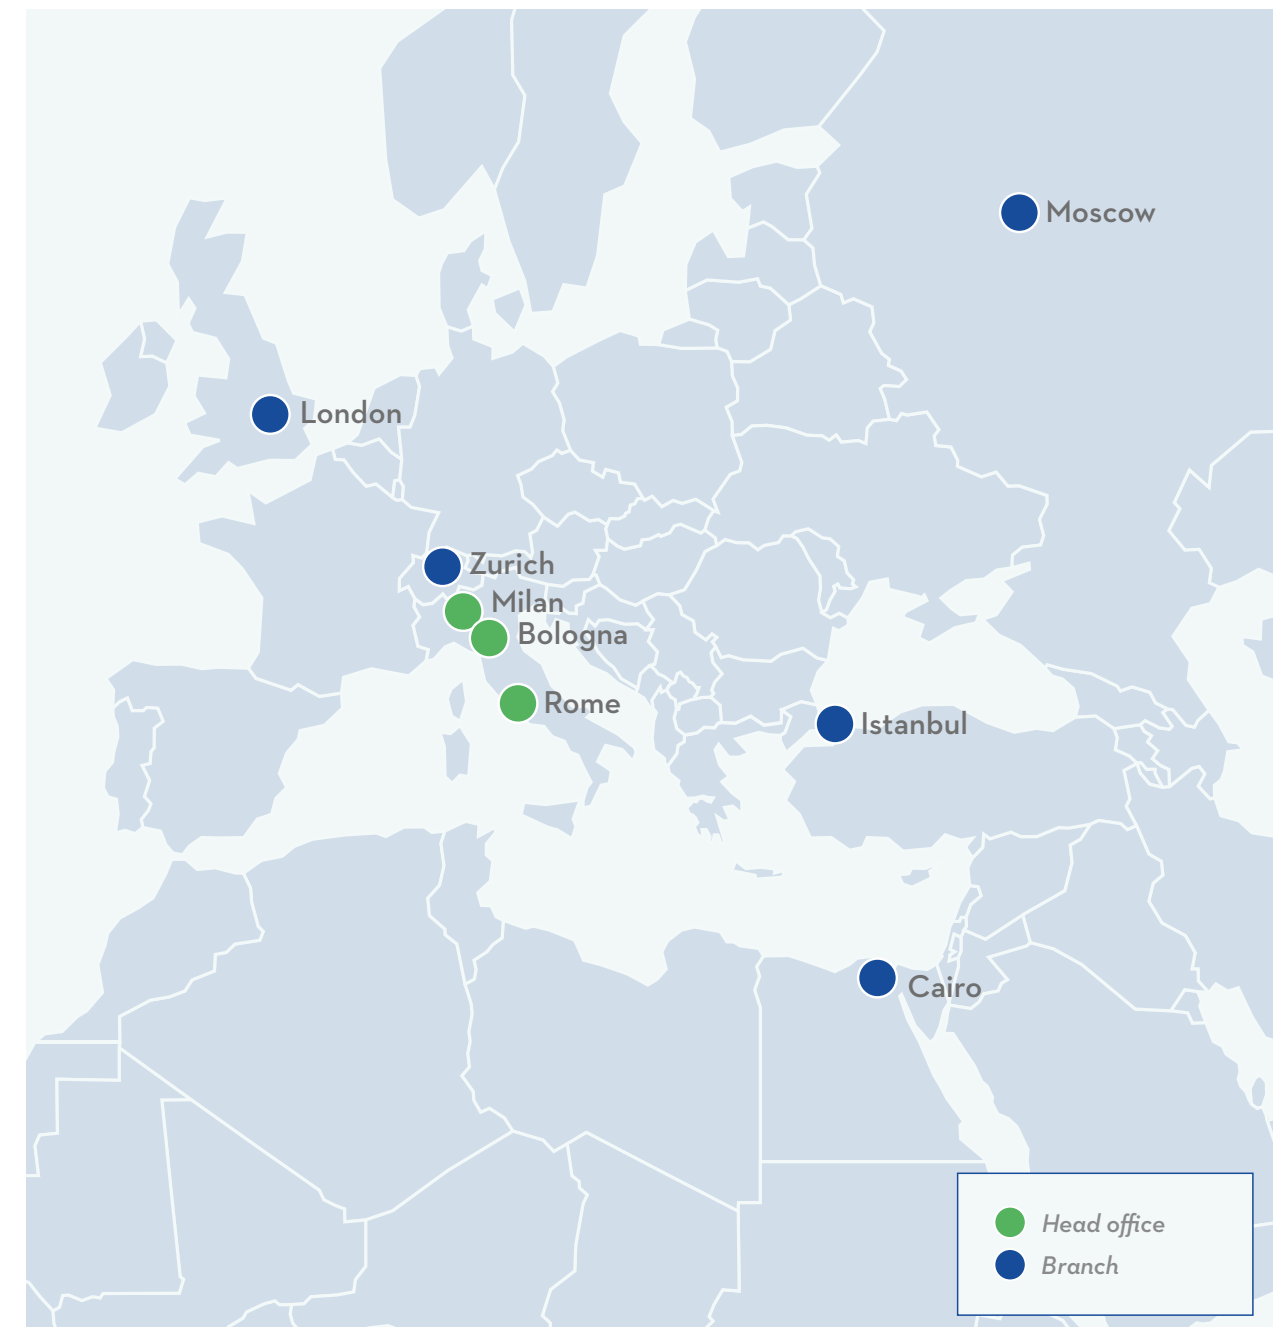 Moscow
London
Zurich
Milan
Bologna
Rome
Istanbul
Cairo
Head office
Branch